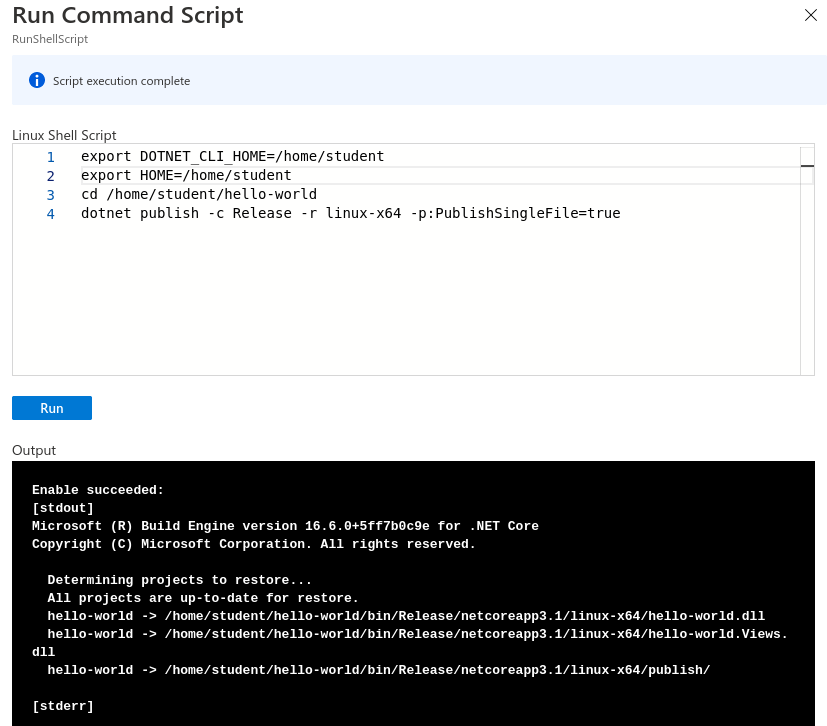 Run Command Script
RunShellScript
Script execution complete
Linux Shell Script
1 export DOTNET_CLI_HOME=/home/student
2 export HOME=/home/student
3 cd /home/student/hello-world
4 dotnet publish -c Release -r linux-x64 -p:PublishSingleFile=true
Run
Output
Enable succeeded:
[stdout]
Microsoft (R) Build Engine version 16.6.0+5ff7b0c9e for .NET Core
Copyright (C) Microsoft Corporation. All rights reserved.
Determining projects to restore...
All projects are up-to-date for restore.
hello-world -> /home/student/hello-world/bin/Release/netcoreapp3.1/linux-x64/hello-world.dll
hello-world -> /home/student/hello-world/bin/Release/netcoreapp3.1/linux-x64/hello-world.Views.
dll
hello-world -> /home/student/hello-world/bin/Release/netcoreapp3.1/linux-x64/publish/
[stderr]